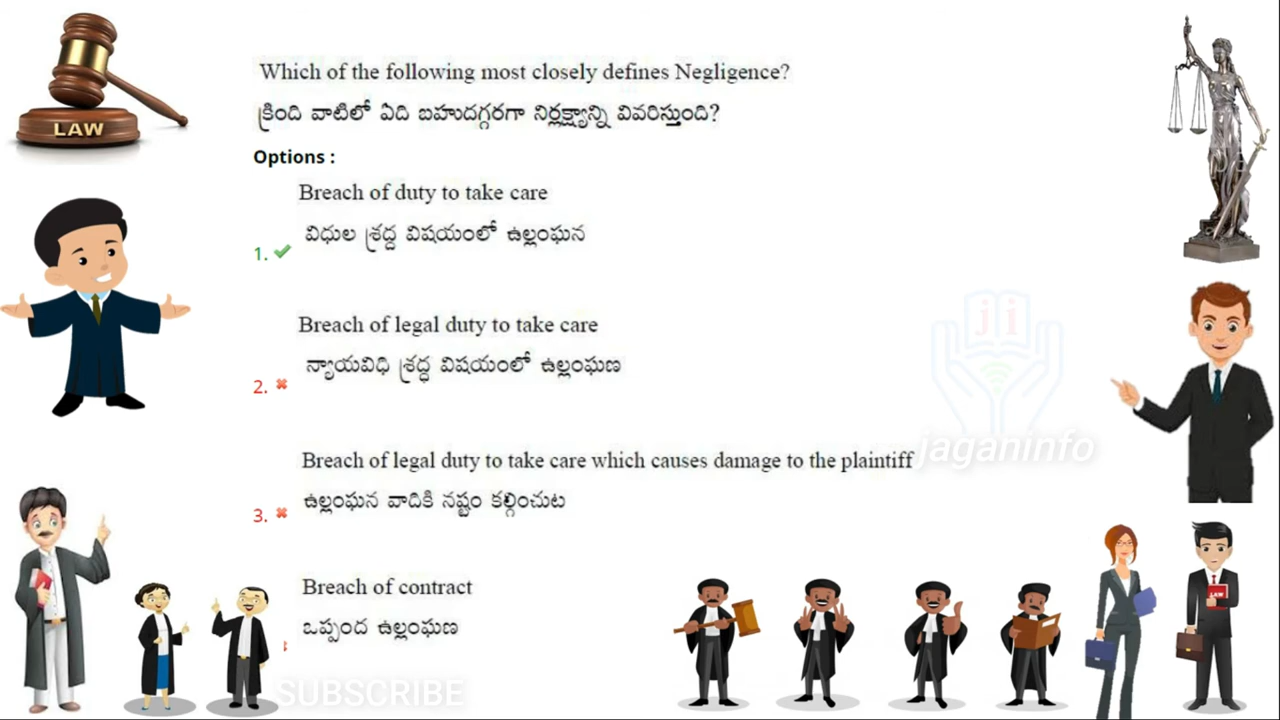 LAW
Which of the following most closely defines Negligence?
క్రింది వాటిలో ఏది బహుదగ్గరగా నిర్లక్ష్యాన్ని వివరిస్తుంది?
Options :
Breach of duty to take care
విధుల శ్రద్ద విషయంలో ఉల్లంఘన
1.
Breach of legal duty to take care
న్యాయవిధి శ్రద్ధ విషయంలో ఉల్లంఘణ
2.
Breach of legal duty to take care which causes damage to the plaintiff
ఉల్లంఘన వాదికి నష్టం కల్గించుట
3.
Breach of contract
ఒప్పంద ఉల్లంఘణ
ji
jaganinfo
LAW
SUBSCRIBE